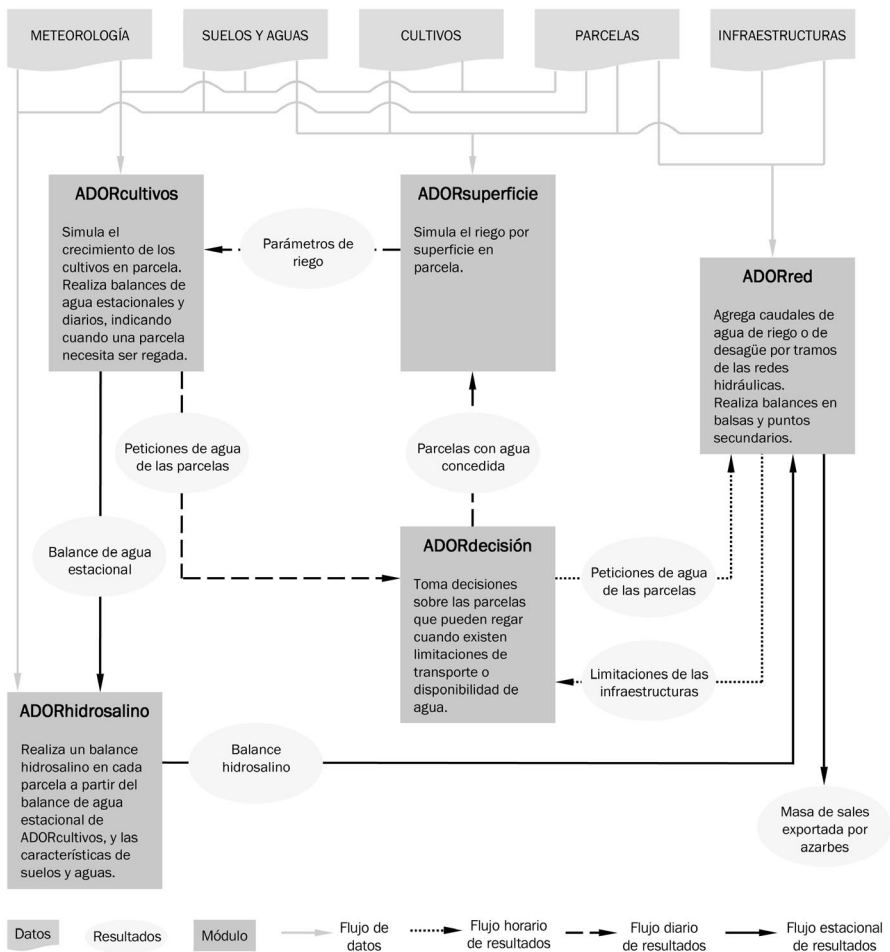 METEOROLOGÍA
SUELOS Y AGUAS
CULTIVOS
PARCELAS
INFRAESTRUCTURAS
ADORcultivos
Simula el
crecimiento de los
cultivos en parcela.
Realiza balances de
agua estacionales y
diarios, indicando
cuando una parcela
necesita ser regada.
Parámetros de
riego
ADORsuperficie
Simula el riego por
superficie en
parcela.
ADORred
Agrega caudales de
agua de riego o de
desagüe por tramos
de las redes
hidráulicas.
Realiza balances en
balsas y puntos
secundarios.
Peticiones de agua
de las parcelas
Parcelas con agua
concedida
Balance de agua
estacional
ADORdecisión
Toma decisiones
sobre las parcelas
que pueden regar
cuando existen
limitaciones de
transporte o
disponibilidad de
agua.
Peticiones de agua
de las parcelas
Limitaciones de las
infraestructuras
ADORhidrosalino
Realiza un balance
hidrosalino en cada
parcela a partir del
balance de agua
estacional de
ADORcultivos, y las
características de
suelos y aguas.
Balance
hidrosalino
Masa de sales
exportada por
azarbes
Datos
Resultados
Módulo
Flujo de
datos
Flujo horario
de resultados
Flujo diario
de resultados
Flujo estacional
de resultados